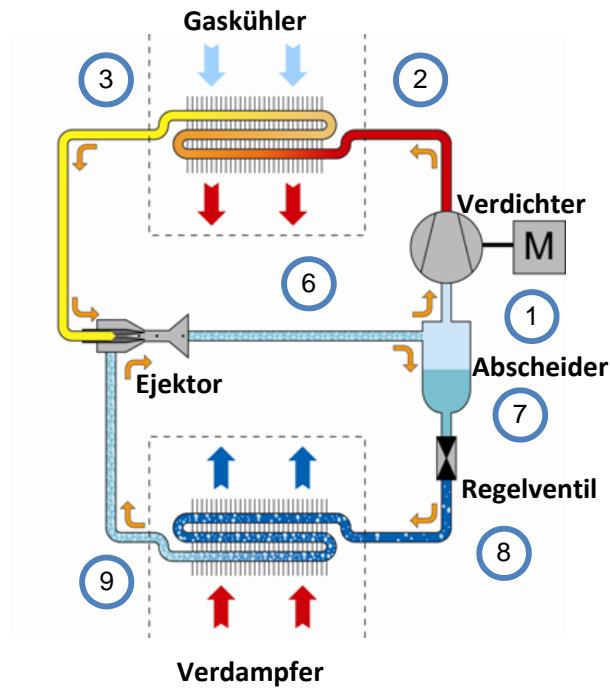 Gaskühler
3
2
Verdichter
M
6
1
Ejektor
Abscheider
7
Regelventil
8
9
Verdampfer